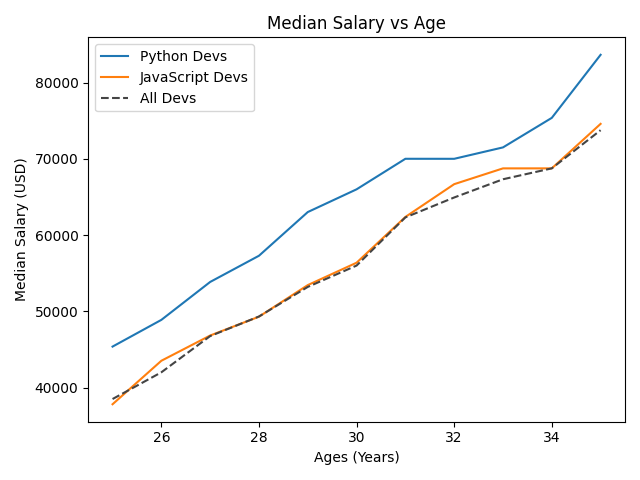 Median Salary vs Age
Python Devs
JavaScript Devs
All Devs
Median Salary (USD)
80000
70000
60000
50000
40000
26 28 30 32 34
Ages (Years)